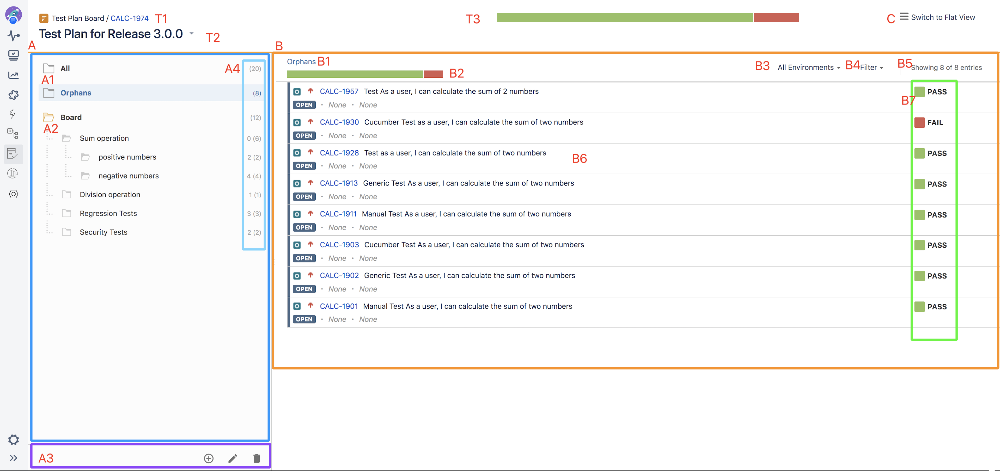 Test Plan Board / CALC-1974 T1
Test Plan for Release 3.0.0 T2
T3
C Switch to Flat View
A
All A4 (20)
A1
Orphans (8)
Board (12)
A2
Sum operation 0 (6)
positive numbers 2 (2)
negative numbers 4 (4)
Division operation 1 (1)
Regression Tests 3 (3)
Security Tests 2 (2)
A3
B
Orphans B1
B2
B3 All Environments B4 Filter B5 Showing 8 of 8 entries
CALC-1957 Test As a user, I can calculate the sum of 2 numbers PASS
B7
OPEN · None · None
CALC-1930 Cucumber Test as a user, I can calculate the sum of two numbers FAIL
OPEN · None · None
CALC-1928 Test as a user, I can calculate the sum of two numbers PASS
B6
OPEN · None · None
CALC-1913 Generic Test As a user, I can calculate the sum of two numbers PASS
OPEN · None · None
CALC-1911 Manual Test As a user, I can calculate the sum of two numbers PASS
OPEN · None · None
CALC-1903 Cucumber Test As a user, I can calculate the sum of two numbers PASS
OPEN · None · None
CALC-1902 Generic Test As a user, I can calculate the sum of two numbers PASS
OPEN · None · None
CALC-1901 Manual Test As a user, I can calculate the sum of two numbers PASS
OPEN · None · None